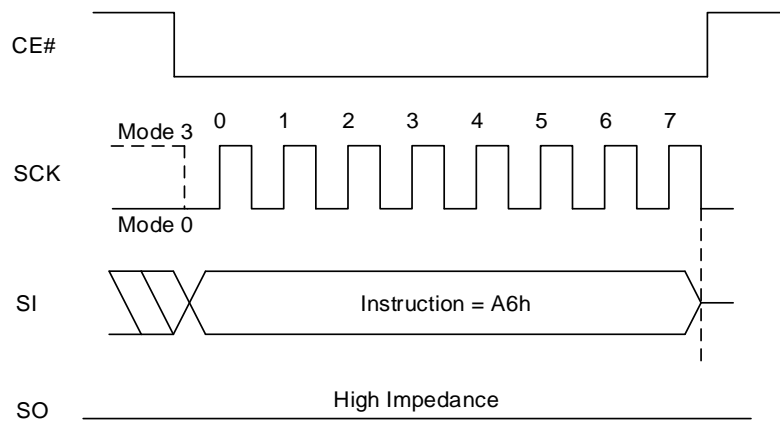 CE#
Mode 3
0 1 2 3 4 5 6 7
SCK
Mode 0
SI
Instruction = A6h
High Impedance
SO